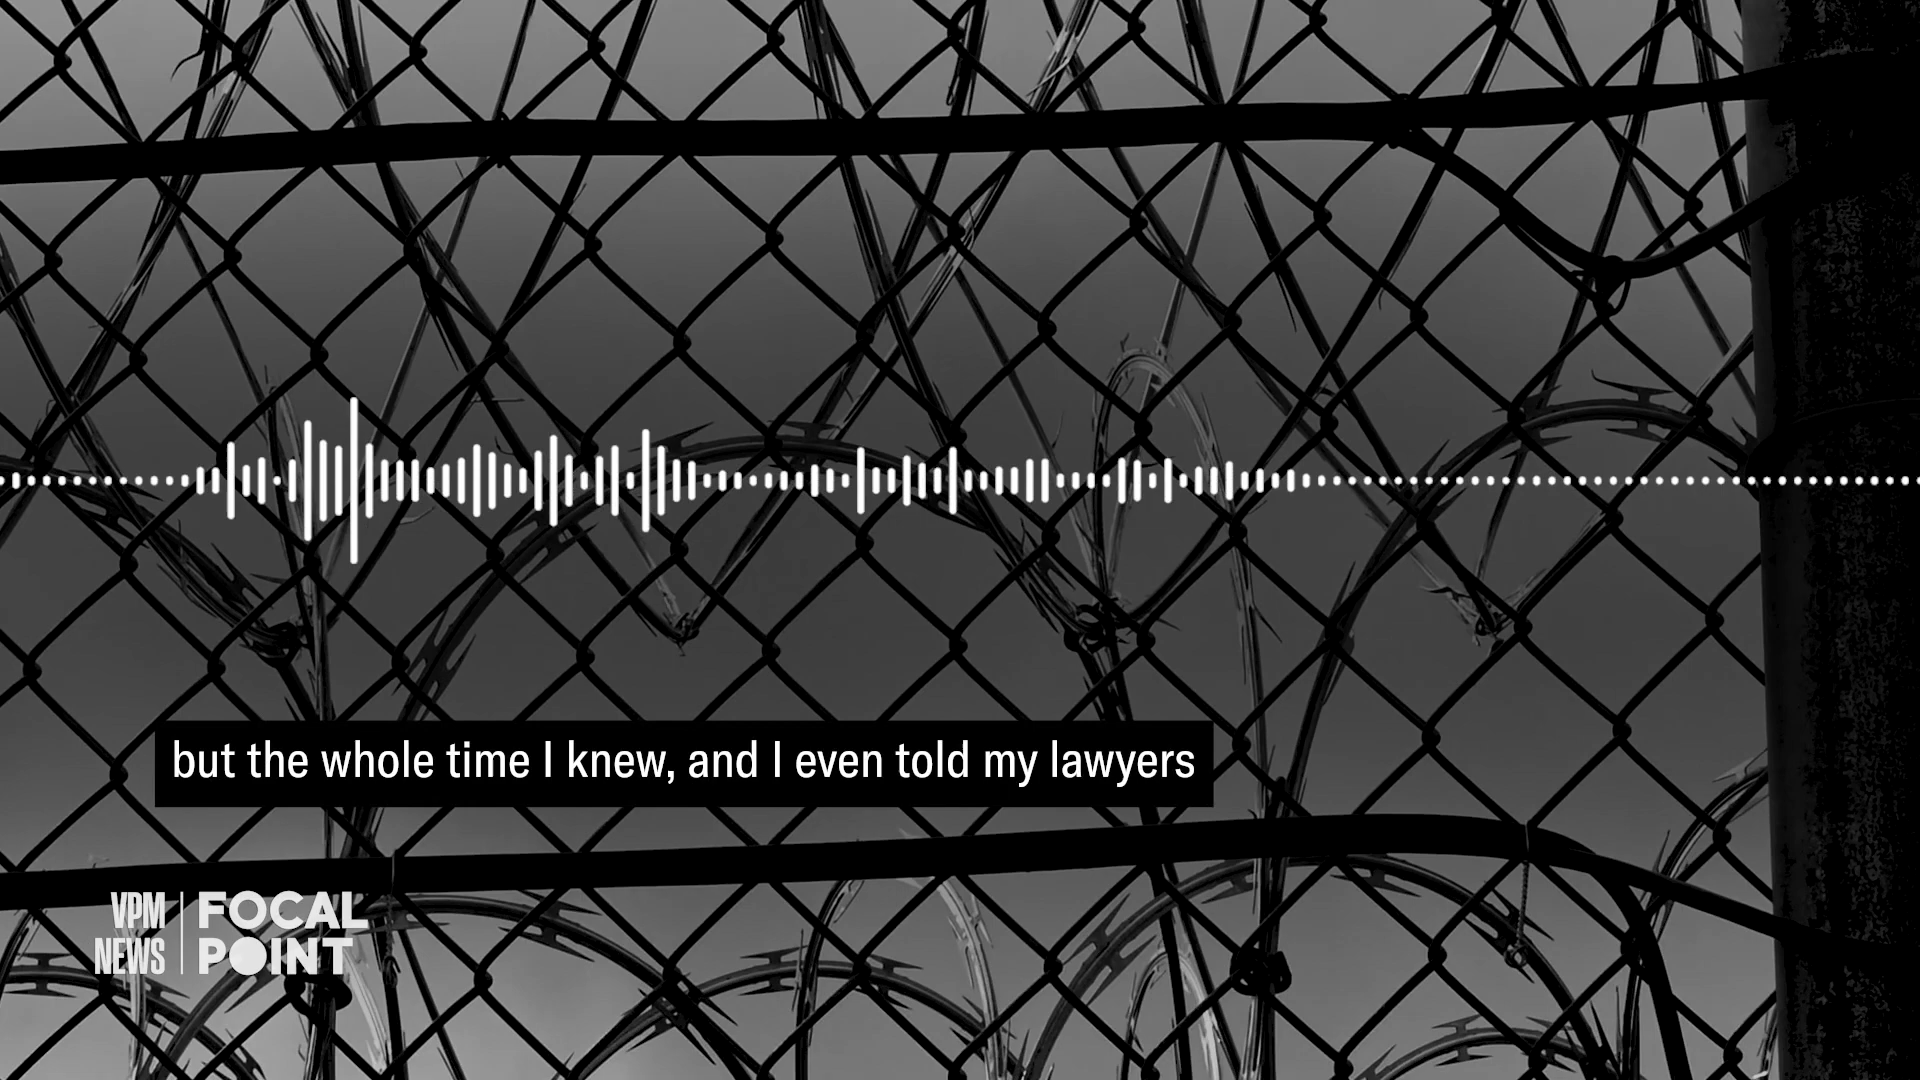 but the whole time I knew, and I even told my lawyers
VPM NEWS
FOCAL POINT